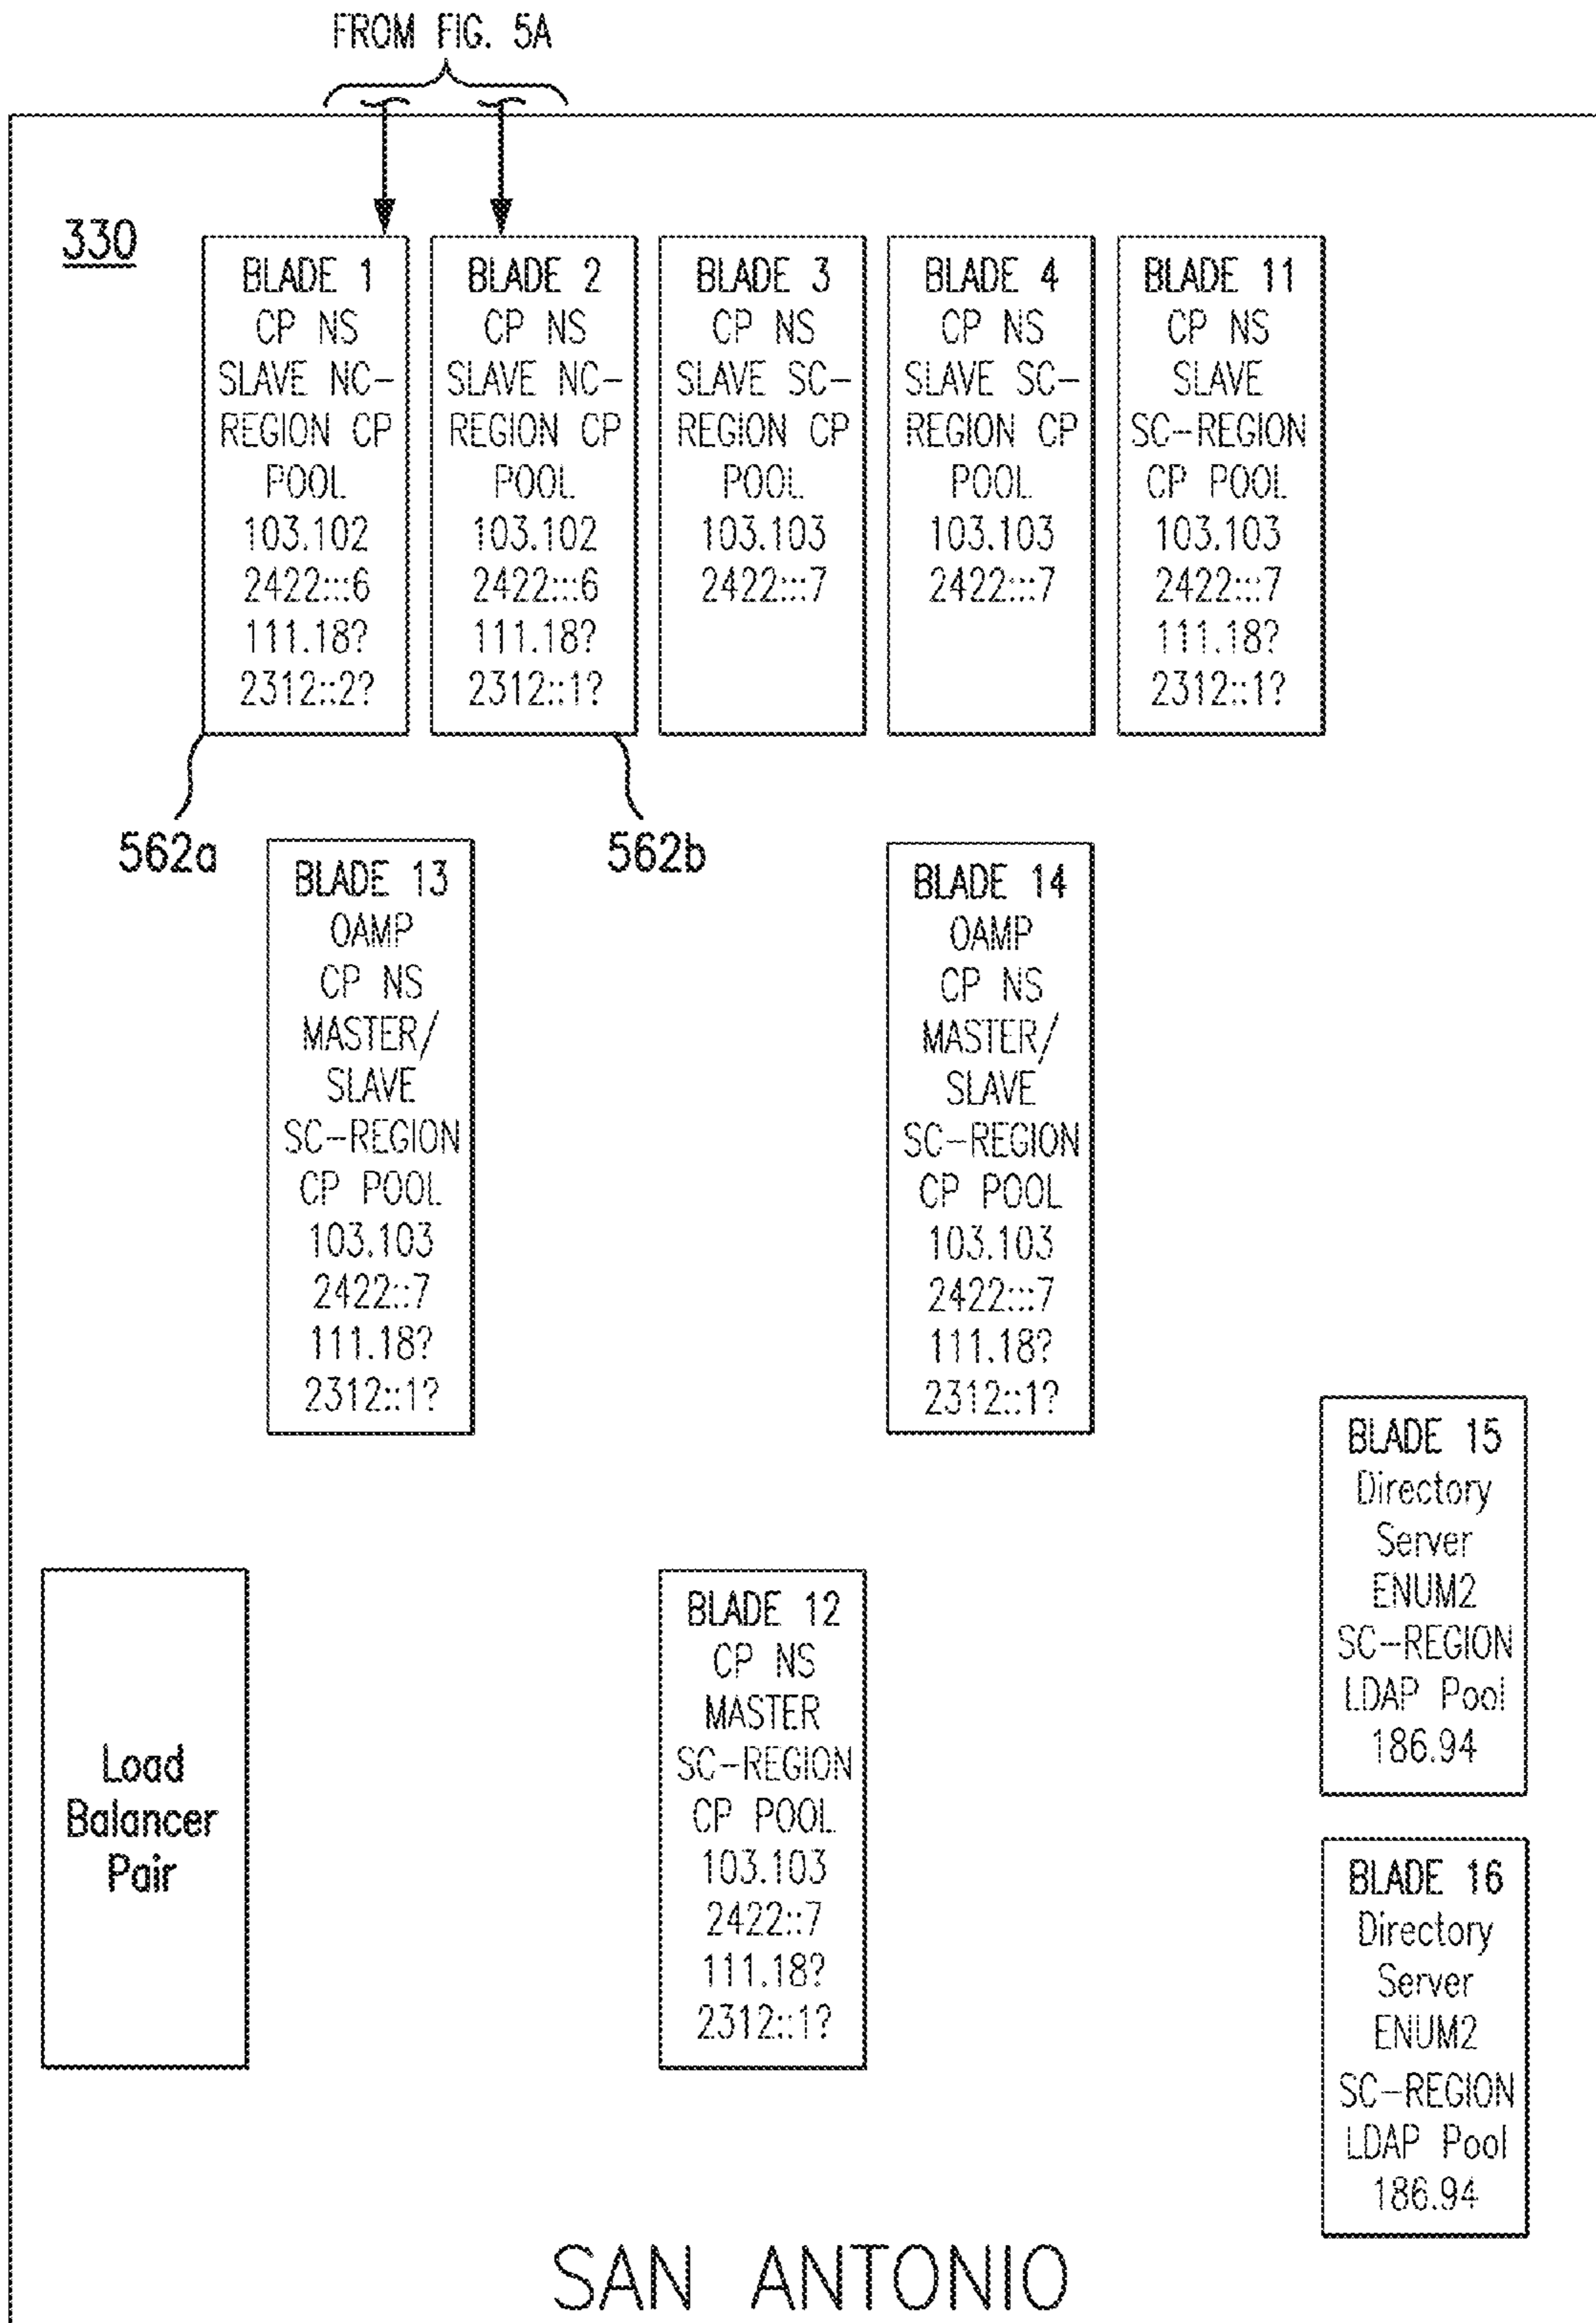 FROM FIG. 5A
330
BLADE 1
CP NS
SLAVE NC-
REGION CP
POOL
103.102
2422:::6
111.18?
2312::2?
BLADE 2
CP NS
SLAVE NC-
REGION CP
POOL
103.102
2422:::6
111.18?
2312::1?
BLADE 3
CP NS
SLAVE SC-
REGION CP
POOL
103.103
2422:::7
BLADE 4
CP NS
SLAVE SC-
REGION CP
POOL
103.103
2422:::7
BLADE 11
CP NS
SLAVE
SC-REGION
CP POOL
103.103
2422:::7
111.18?
2312::1?
562a
562b
BLADE 13
OAMP
CP NS
MASTER/
SLAVE
SC-REGION
CP POOL
103.103
2422::7
111.18?
2312::1?
BLADE 14
OAMP
CP NS
MASTER/
SLAVE
SC-REGION
CP POOL
103.103
2422:::7
111.18?
2312::1?
BLADE 15
Directory
Server
ENUM2
SC-REGION
LDAP Pool
186.94
Load
Balancer
Pair
BLADE 12
CP NS
MASTER
SC-REGION
CP POOL
103.103
2422::7
111.18?
2312::1?
BLADE 16
Directory
Server
ENUM2
SC-REGION
LDAP Pool
186.94
SAN ANTONIO